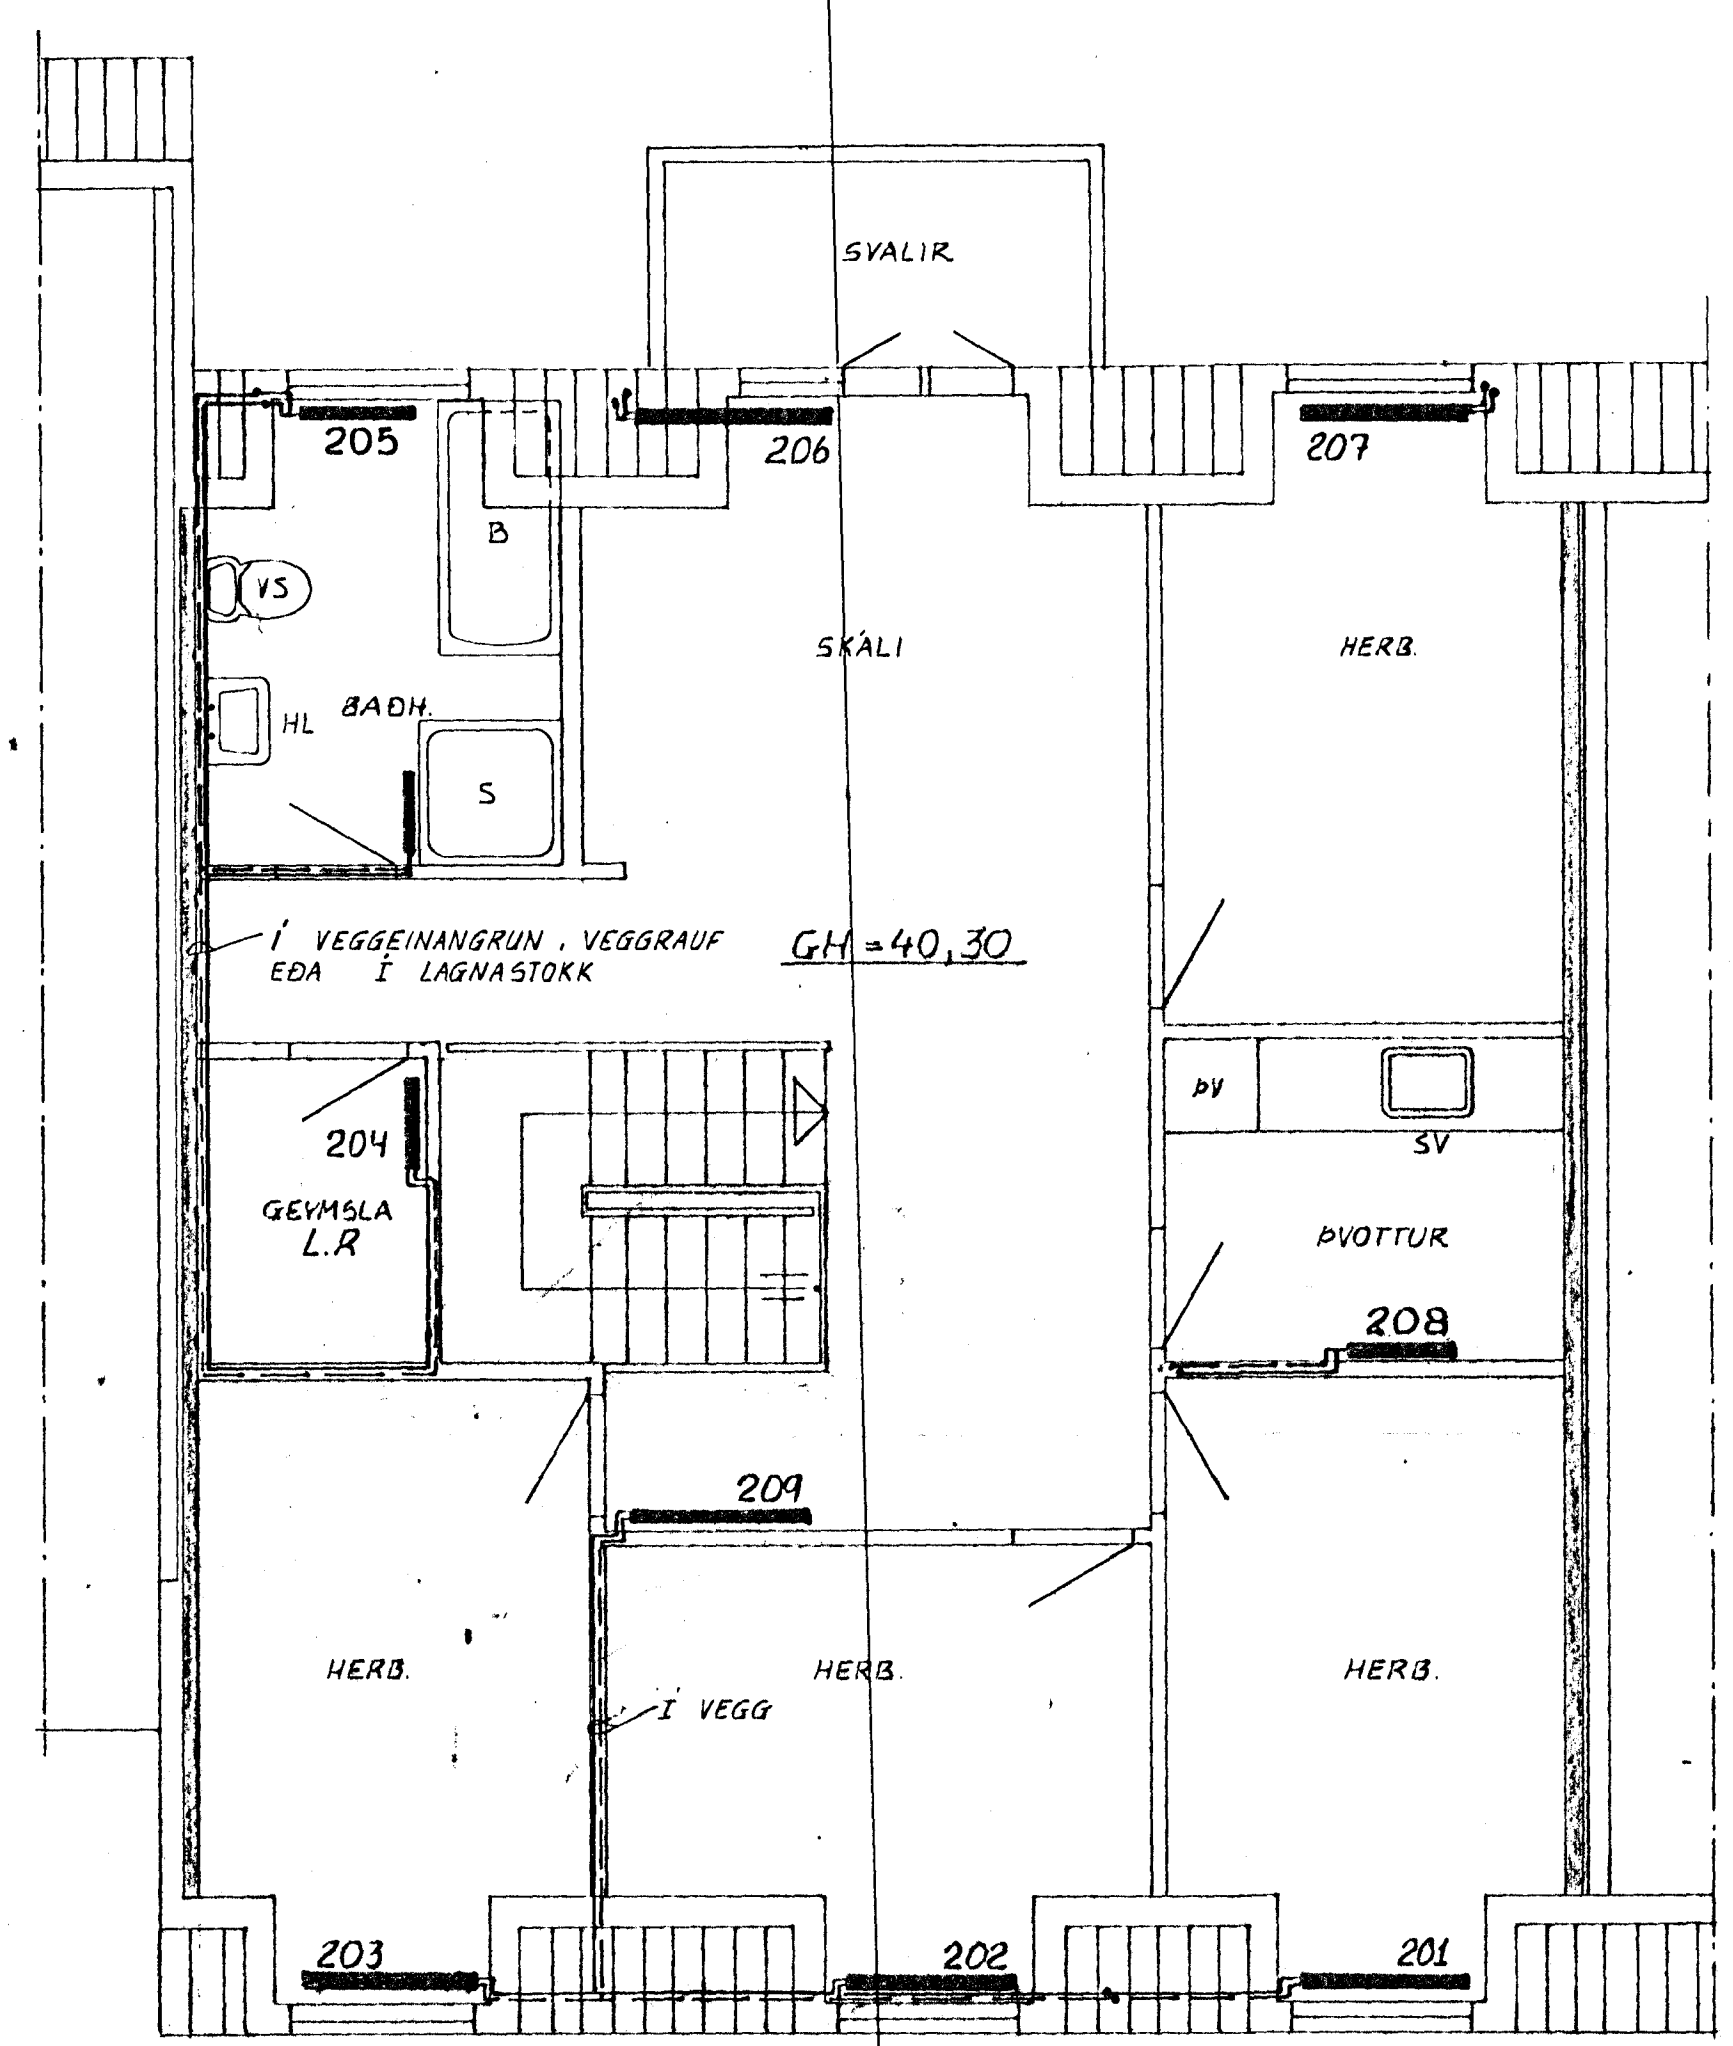 SVALIR
205
206
207
B
VS
SKÁLI
HERB.
HL
BAÐH.
S
Í VEGGEINANGRUN, VEGGRAUF
EÐA Í LAGNASTOKK
GH = 40,30
ÞV
SV
204
GEYMSLA
L.R
ÞVOTTUR
208
209
HERB.
HERB.
HERB.
Í VEGG
203
202
201